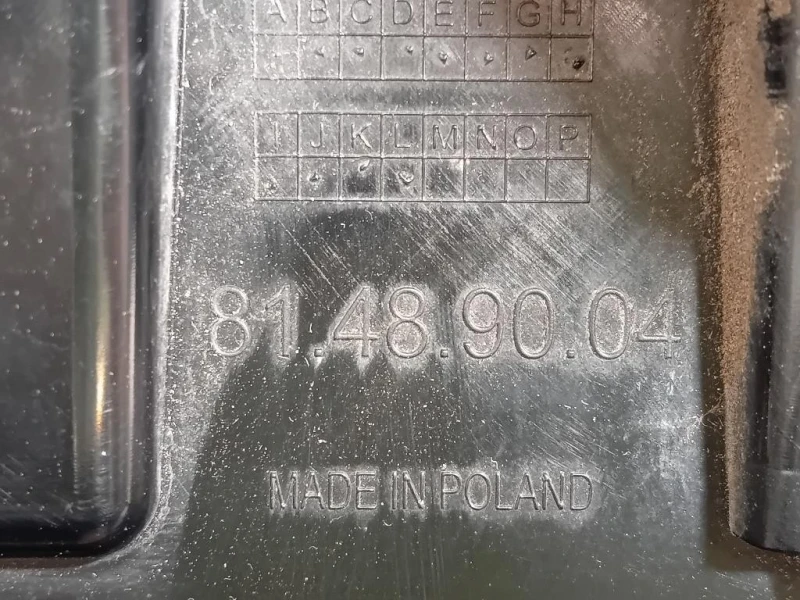 A B C D E F G H
I J K L M N O P
81.48.90.04
MADE IN POLAND